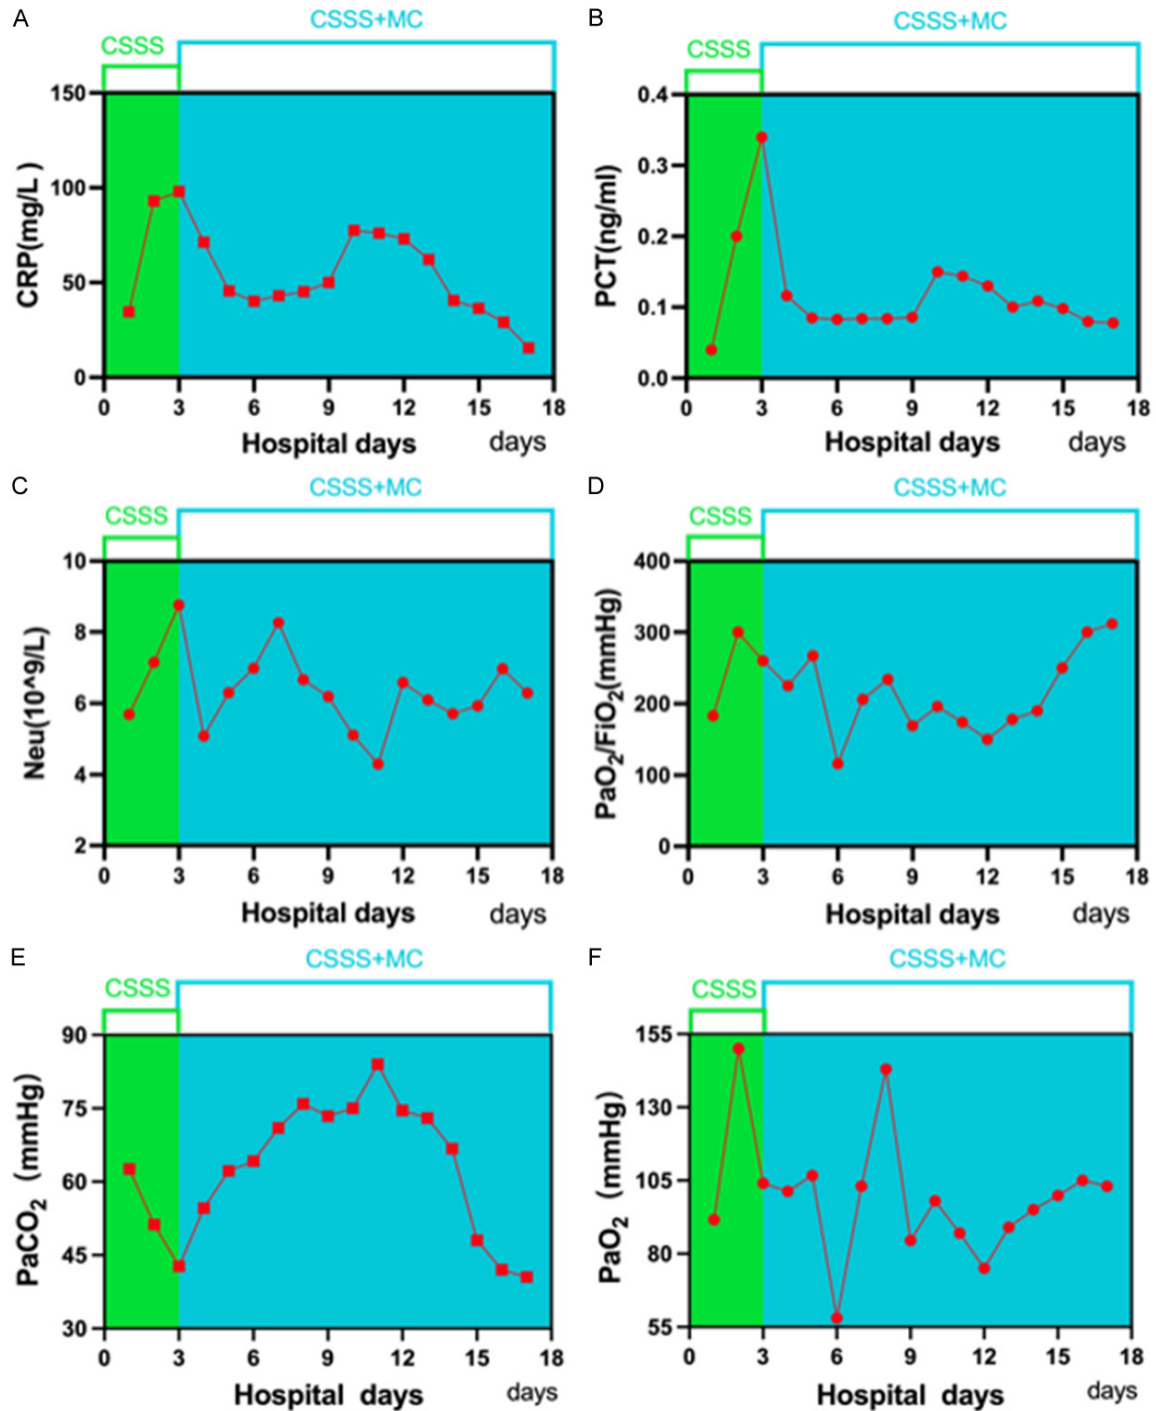 A
CSSS+MC
CSSS
150
100
50
0
CRP(mg/L )
0 3 6 9 12 15 18
Hospital days days
B
CSSS+MC
CSSS
0.4
0.3
0.2
0.1
0.0
PCT(ng/ml)
0 3 6 9 12 15 18
Hospital days days
C
CSSS+MC
CSSS
10
8
6
4
2
Neu(10^9/L)
0 3 6 9 12 15 18
Hospital days days
D
CSSS+MC
CSSS
400
300
200
100
0
PaO₂/FiO₂(mmHg)
0 3 6 9 12 15 18
Hospital days days
E
CSSS+MC
CSSS
90
75
60
45
30
PaCO₂ (mmHg)
0 3 6 9 12 15 18
Hospital days days
F
CSSS+MC
CSSS
155
130
105
80
55
PaO₂ (mmHg)
0 3 6 9 12 15 18
Hospital days days